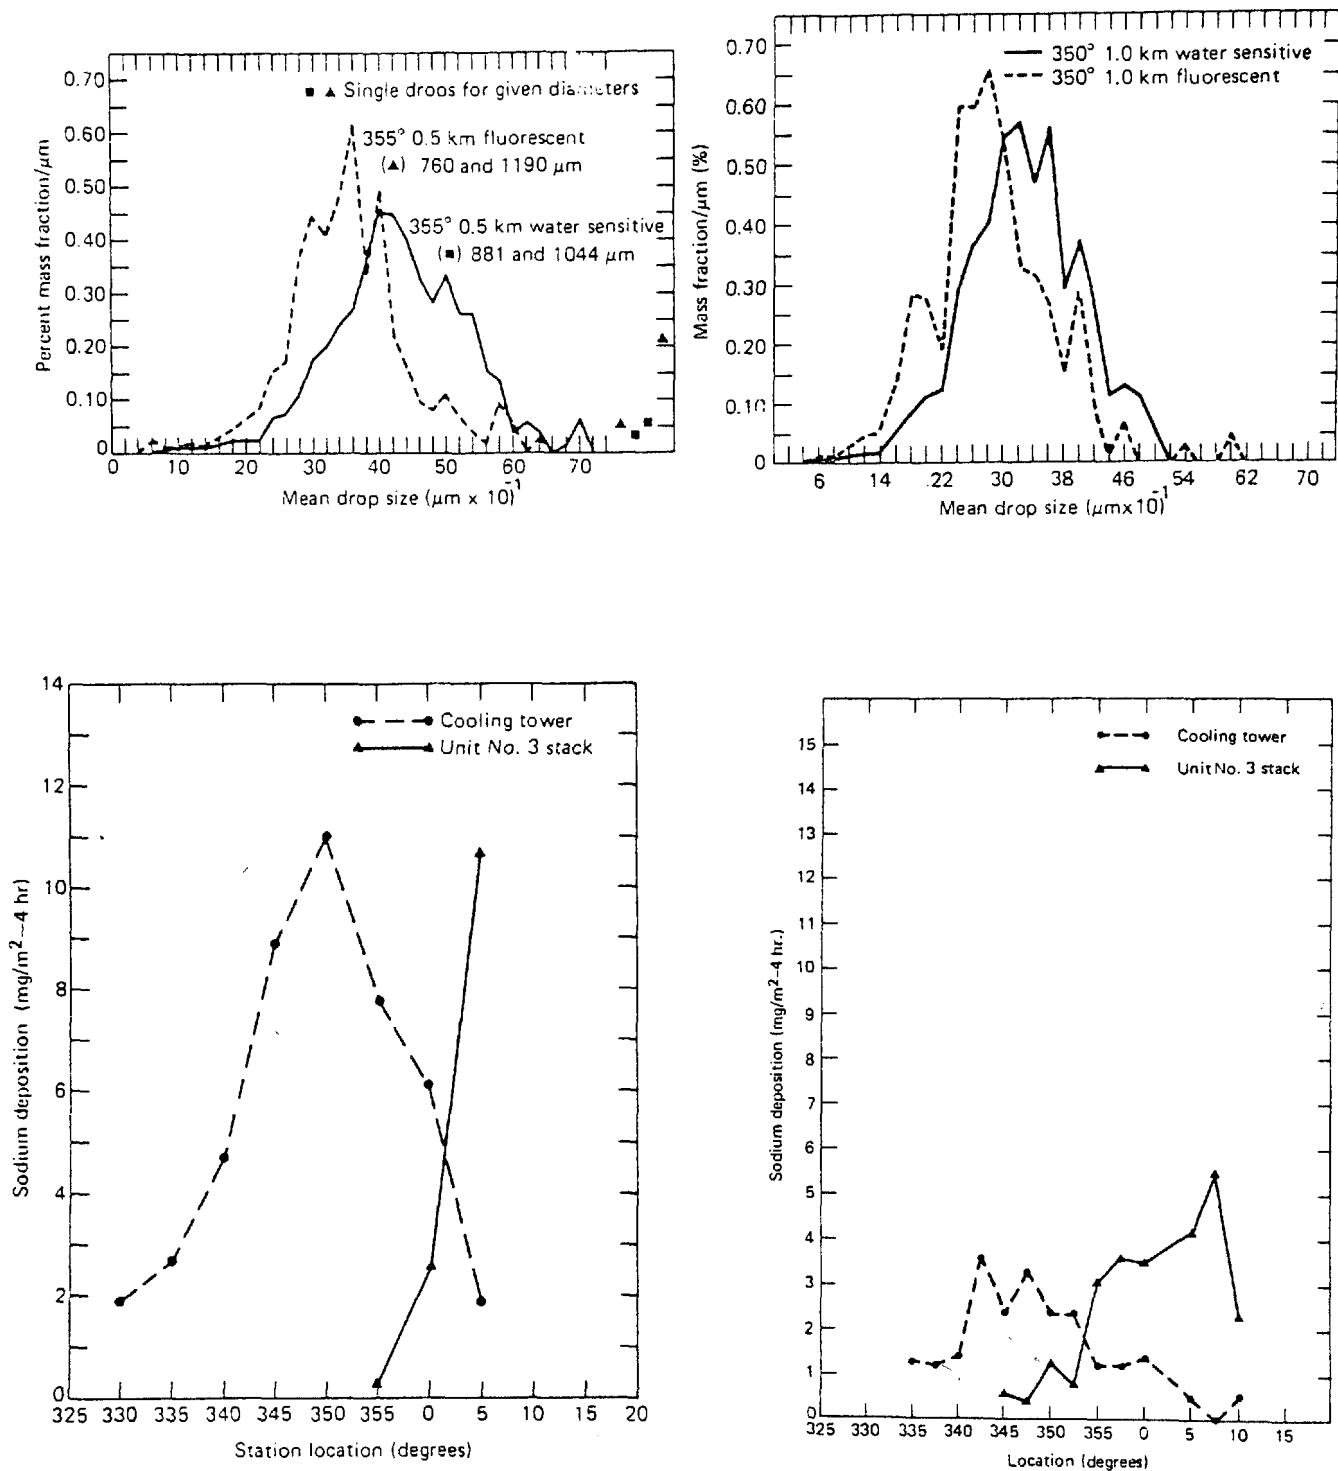 0.70
0.60
0.50
0.40
0.30
0.20
0.10
0
Percent mass fraction/μm
■ ▲ Single droos for given diameters
355° 0.5 km fluorescent
(▲) 760 and 1190 μm
355° 0.5 km water sensitive
(■) 881 and 1044 μm
0 10 20 30 40 50 60 70
Mean drop size (μm x 10)⁻¹
0.70
0.60
0.50
0.40
0.30
0.20
0.10
0
Mass fraction/μm (%)
350° 1.0 km water sensitive
350° 1.0 km fluorescent
6 14 22 30 38 46 54 62 70
Mean drop size (μmx10)⁻¹
14
12
10
8
6
4
2
0
Sodium deposition (mg/m²–4 hr)
Cooling tower
Unit No. 3 stack
325 330 335 340 345 350 355 0 5 15 20
Station location (degrees)
15
14
13
12
11
10
9
8
7
6
5
4
3
2
1
0
Sodium deposition (mg/m²–4 hr.)
Cooling tower
Unit No. 3 stack
325 330 335 340 345 350 355 0 5 10 15
Location (degrees)